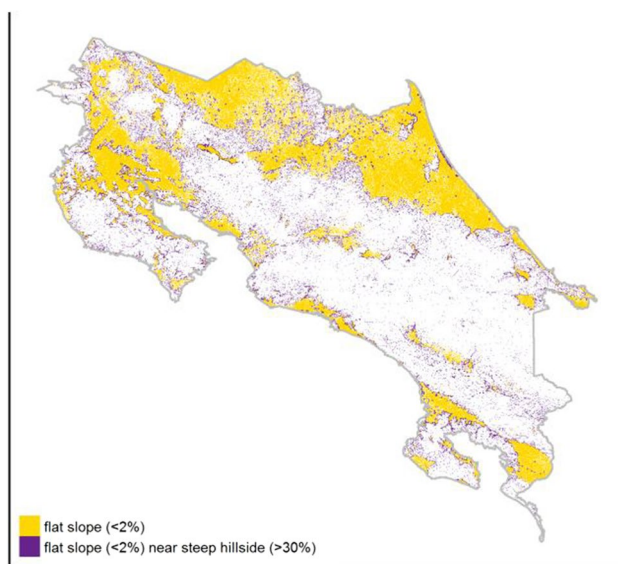 flat slope (<2%)
flat slope (<2%) near steep hillside (>30%)